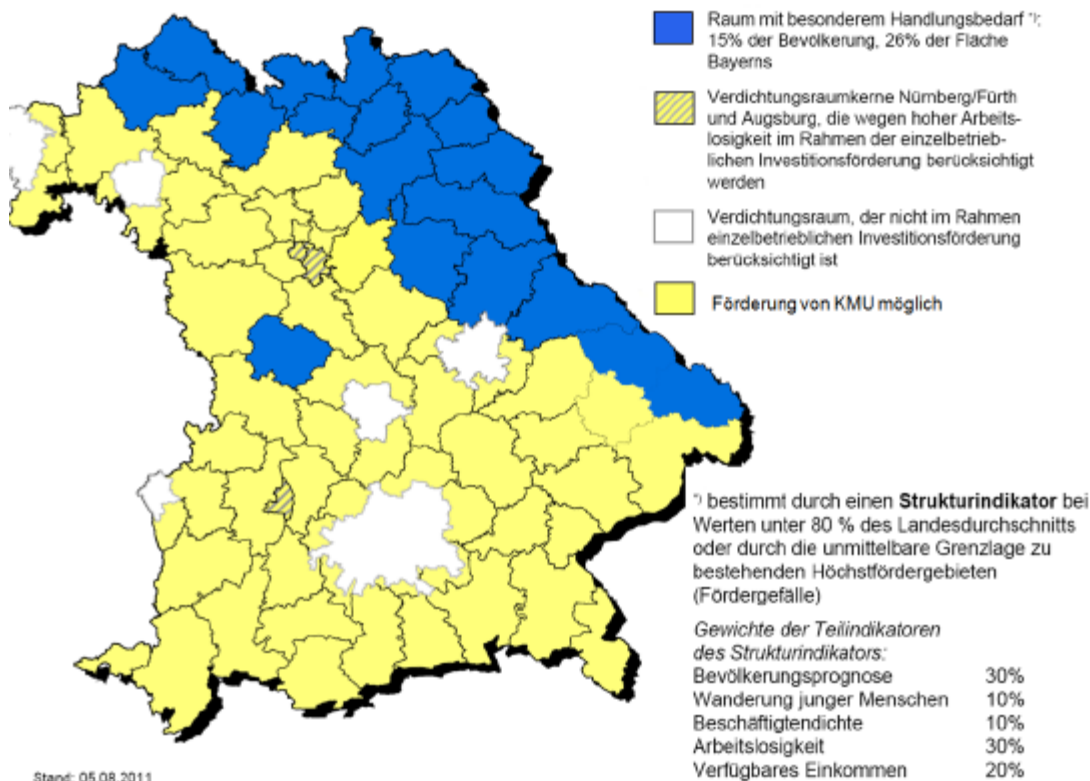 Raum mit besonderem Handlungsbedarf *);
15% der Bevölkerung, 26% der Fläche
Bayerns
Verdichtungsraumkerne Nürnberg/Fürth
und Augsburg, die wegen hoher Arbeits-
losigkeit im Rahmen der einzelbetrieb-
lichen Investitionsförderung berücksichtigt
werden
Verdichtungsraum, der nicht im Rahmen
einzelbetrieblichen Investitionsförderung
berücksichtigt ist
Förderung von KMU möglich
*) bestimmt durch einen Strukturindikator bei
Werten unter 80 % des Landesdurchschnitts
oder durch die unmittelbare Grenzlage zu
bestehenden Höchstfördergebieten
(Fördergefälle)
Gewichte der Teilindikatoren
des Strukturindikators:
Bevölkerungsprognose 30%
Wanderung junger Menschen 10%
Beschäftigtendichte 10%
Arbeitslosigkeit 30%
Verfügbares Einkommen 20%
Stand: 05.08.2011